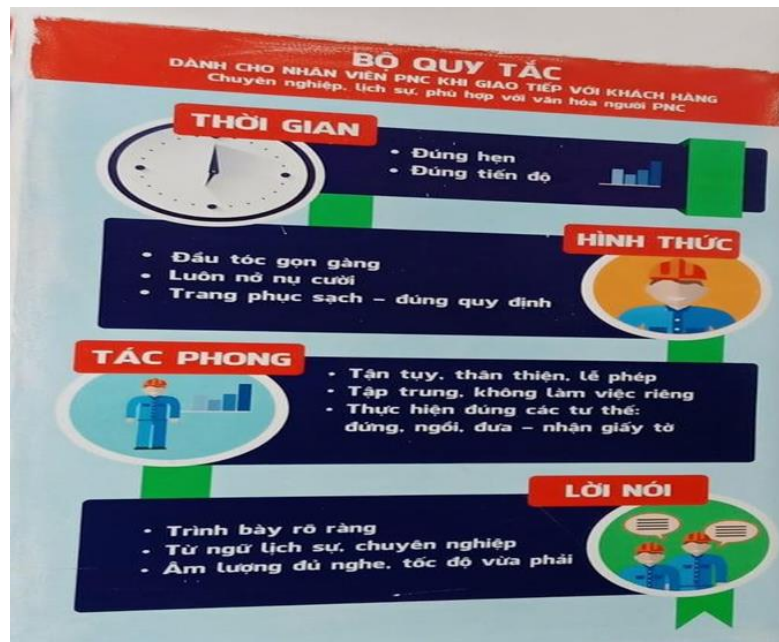 BỘ QUY TẮC
DÀNH CHO NHÂN VIÊN PNC KHI GIAO TIẾP VỚI KHÁCH HÀNG
Chuyên nghiệp, lịch sự, phù hợp với văn hóa người PNC
THỜI GIAN
• Đúng hẹn
• Đúng tiến độ
HÌNH THỨC
• Đầu tóc gọn gàng
• Luôn nở nụ cười
• Trang phục sạch – đúng quy định
TÁC PHONG
• Tận tụy, thân thiện, lễ phép
• Tập trung, không làm việc riêng
• Thực hiện đúng các tư thế:
đứng, ngồi, đưa – nhận giấy tờ
LỜI NÓI
• Trình bày rõ ràng
• Từ ngữ lịch sự, chuyên nghiệp
• Âm lượng đủ nghe, tốc độ vừa phải